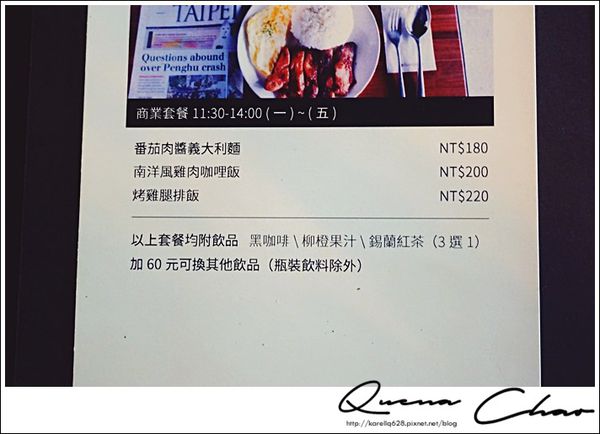 TAIPEI
Questions abound
over Penghu crash
商業套餐 11:30-14:00 ( 一 ) ~ ( 五 )
番茄肉醬義大利麵 NT$180
南洋風雞肉咖哩飯 NT$200
烤雞腿排飯 NT$220
以上套餐均附飲品 黑咖啡 \ 柳橙果汁 \ 錫蘭紅茶（3 選 1）
加 60 元可換其他飲品（瓶裝飲料除外）
Quena Chao
http://karellq628.pixnet.net/blog